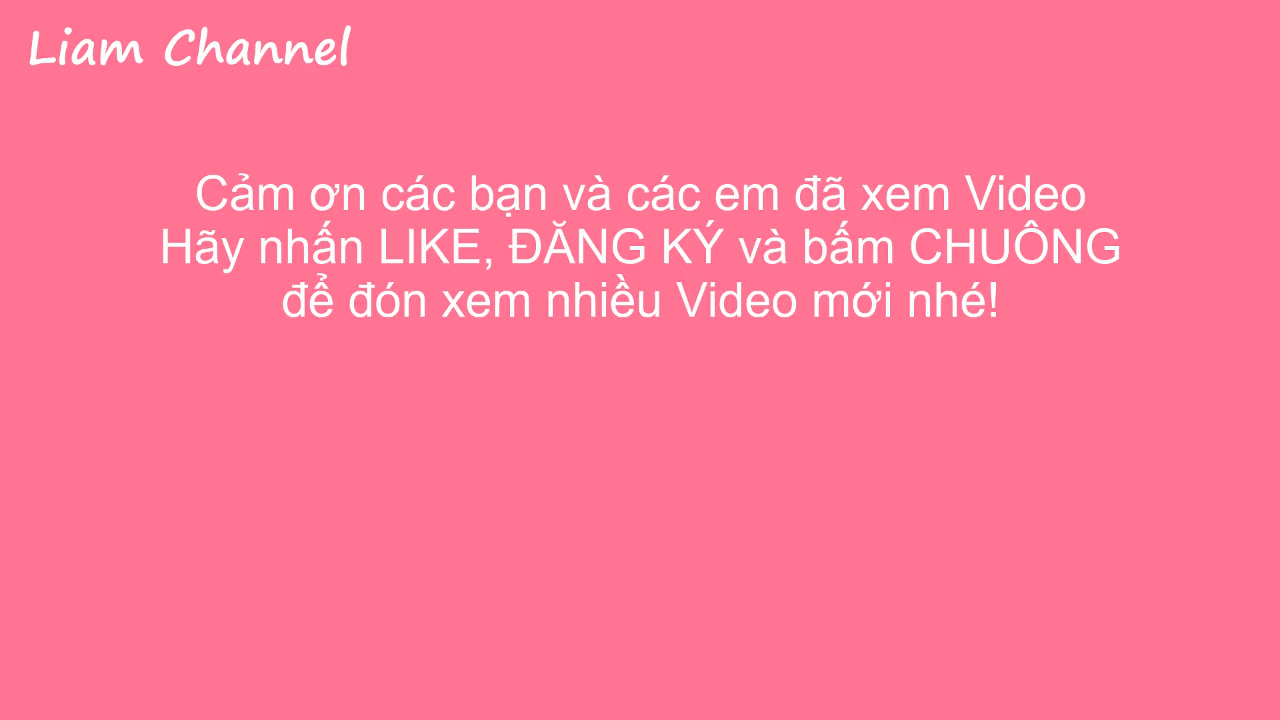 Liam Channel
Cảm ơn các bạn và các em đã xem Video
Hãy nhấn LIKE, ĐĂNG KÝ và bấm CHUÔNG
để đón xem nhiều Video mới nhé!